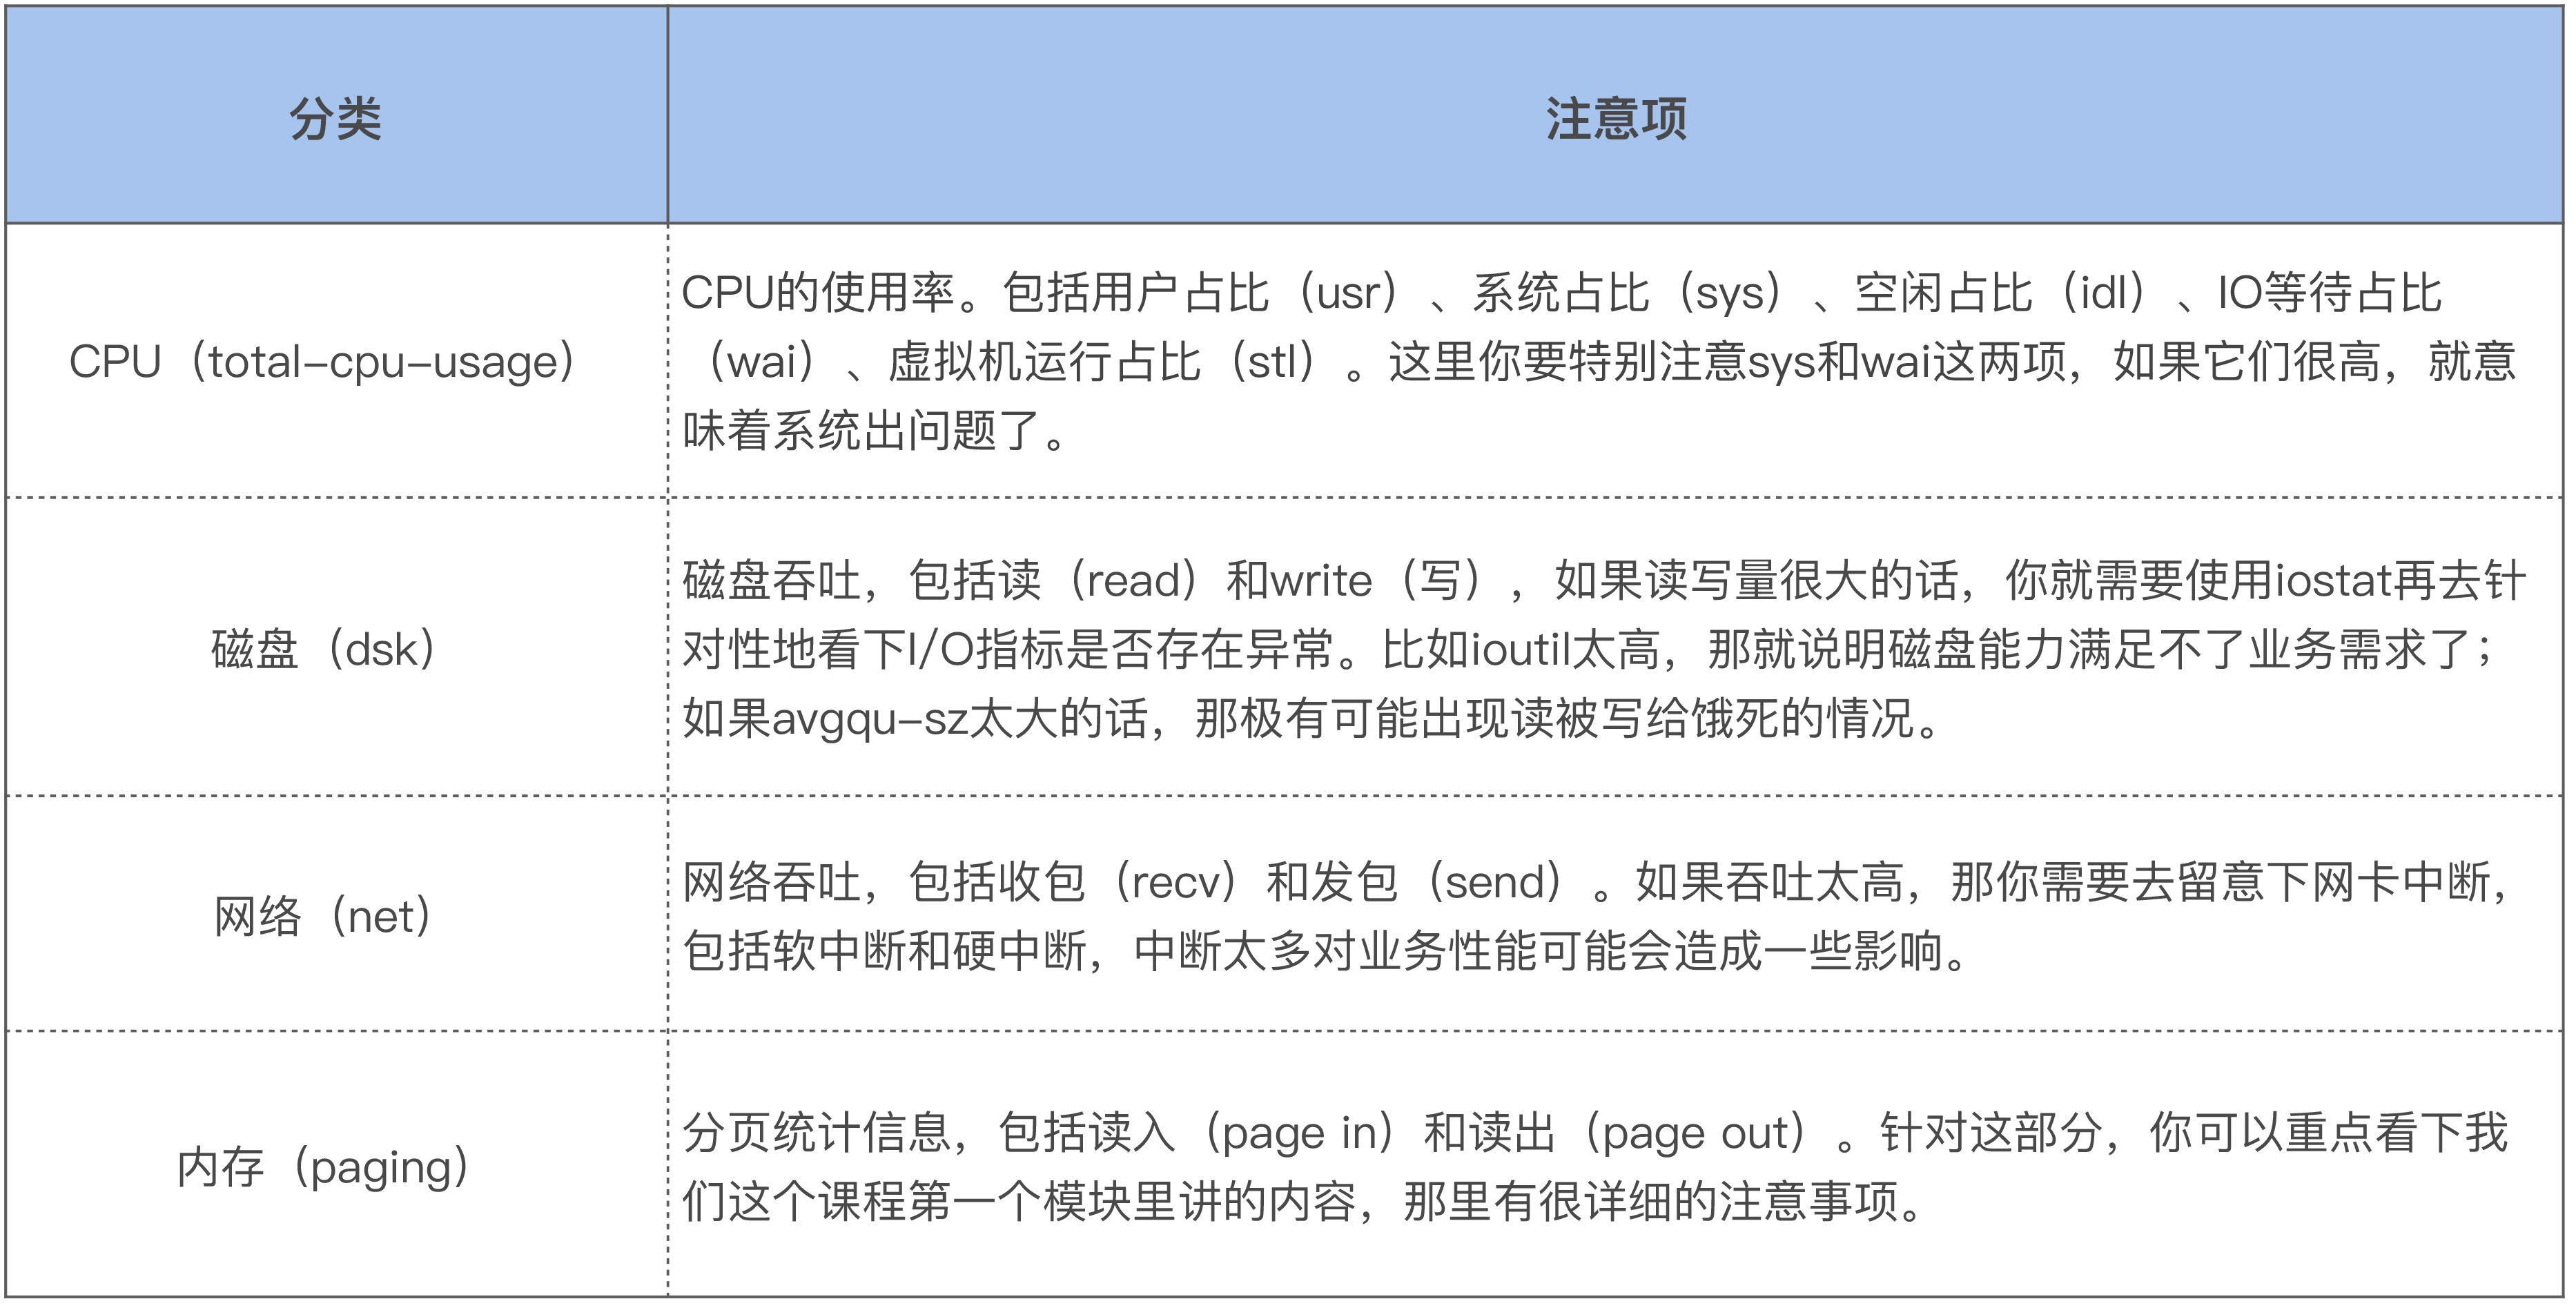 分类
注意项
CPU（total-cpu-usage）
CPU的使用率。包括用户占比（usr）、系统占比（sys）、空闲占比（idl）、IO等待占比
（wai）、虚拟机运行占比（stl）。这里你要特别注意sys和wai这两项，如果它们很高，就意
味着系统出问题了。
磁盘（dsk）
磁盘吞吐，包括读（read）和write（写），如果读写量很大的话，你就需要使用iostat再去针
对性地看下I/O指标是否存在异常。比如ioutil太高，那就说明磁盘能力满足不了业务需求了；
如果avgqu-sz太大的话，那极有可能出现读被写给饿死的情况。
网络（net）
网络吞吐，包括收包（recv）和发包（send）。如果吞吐太高，那你需要去留意下网卡中断，
包括软中断和硬中断，中断太多对业务性能可能会造成一些影响。
内存（paging）
分页统计信息，包括读入（page in）和读出（page out）。针对这部分，你可以重点看下我
们这个课程第一个模块里讲的内容，那里有很详细的注意事项。